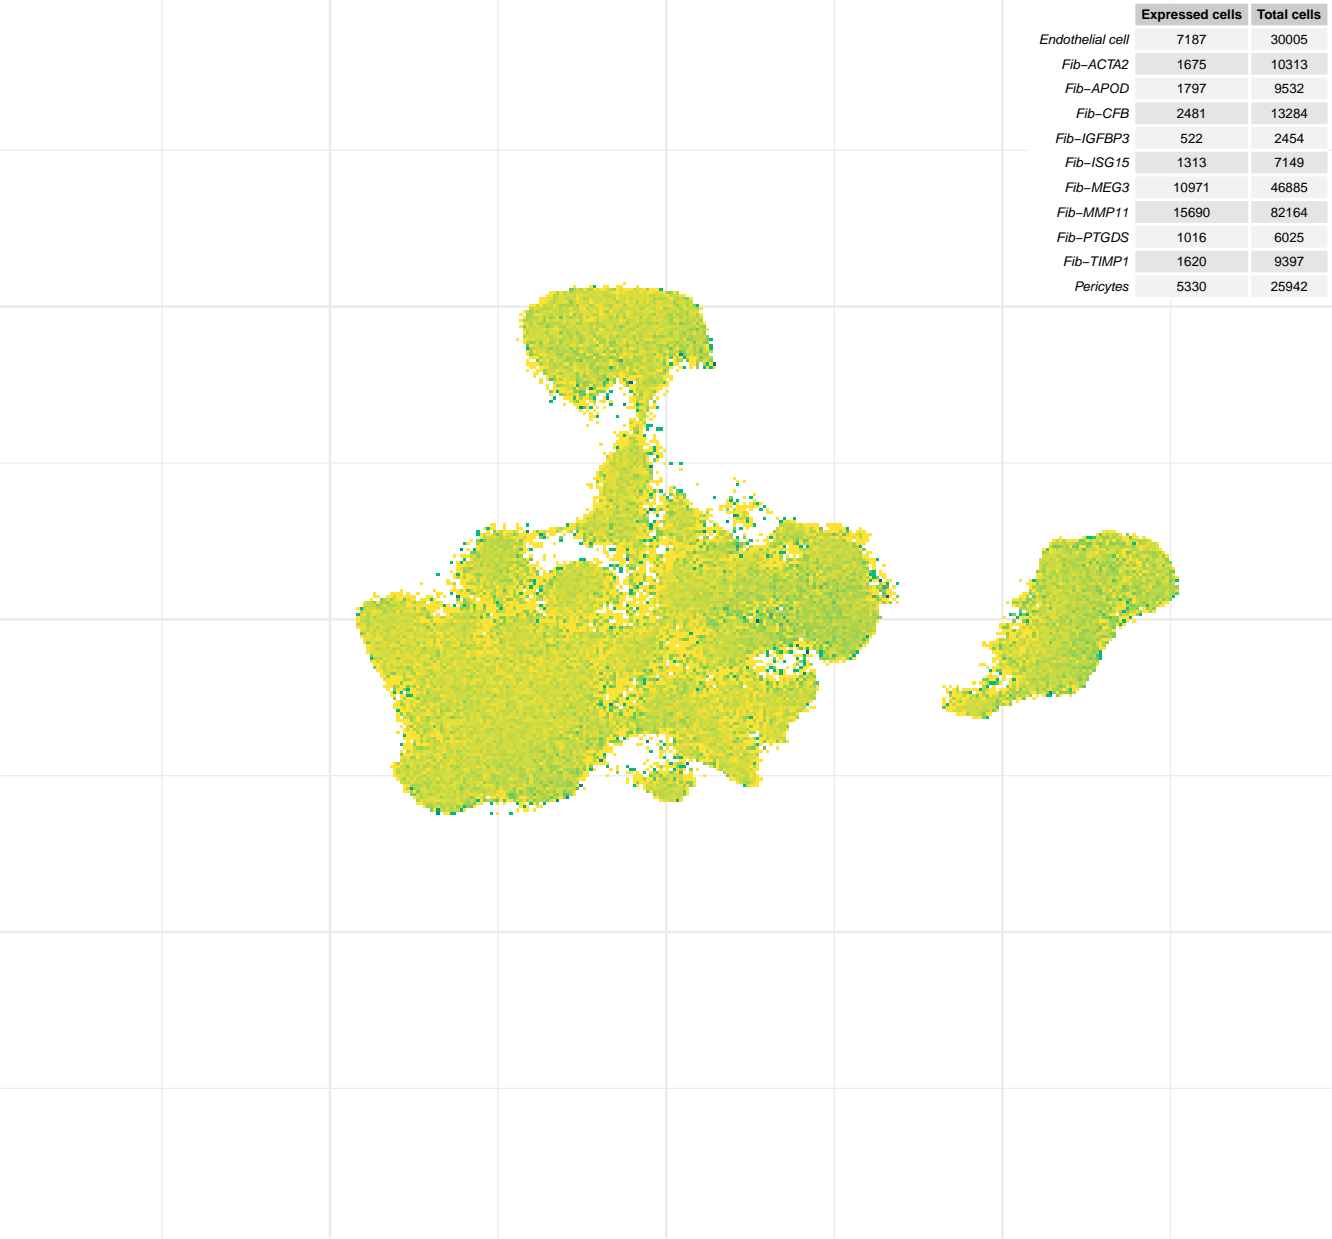 Expressed cells Total cells
Endothelial cell 7187 30005
Fib−ACTA2 1675 10313
Fib−APOD 1797 9532
Fib−CFB 2481 13284
Fib−IGFBP3 522 2454
Fib−ISG15 1313 7149
Fib−MEG3 10971 46885
Fib−MMP11 15690 82164
Fib−PTGDS 1016 6025
Fib−TIMP1 1620 9397
Pericytes 5330 25942